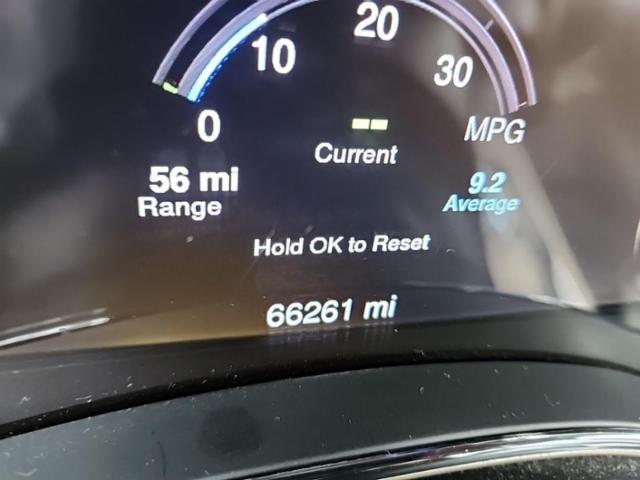 20
10
30
0
MPG
Current
56 mi
9.2
Range
Average
Hold OK to Reset
66261 mi